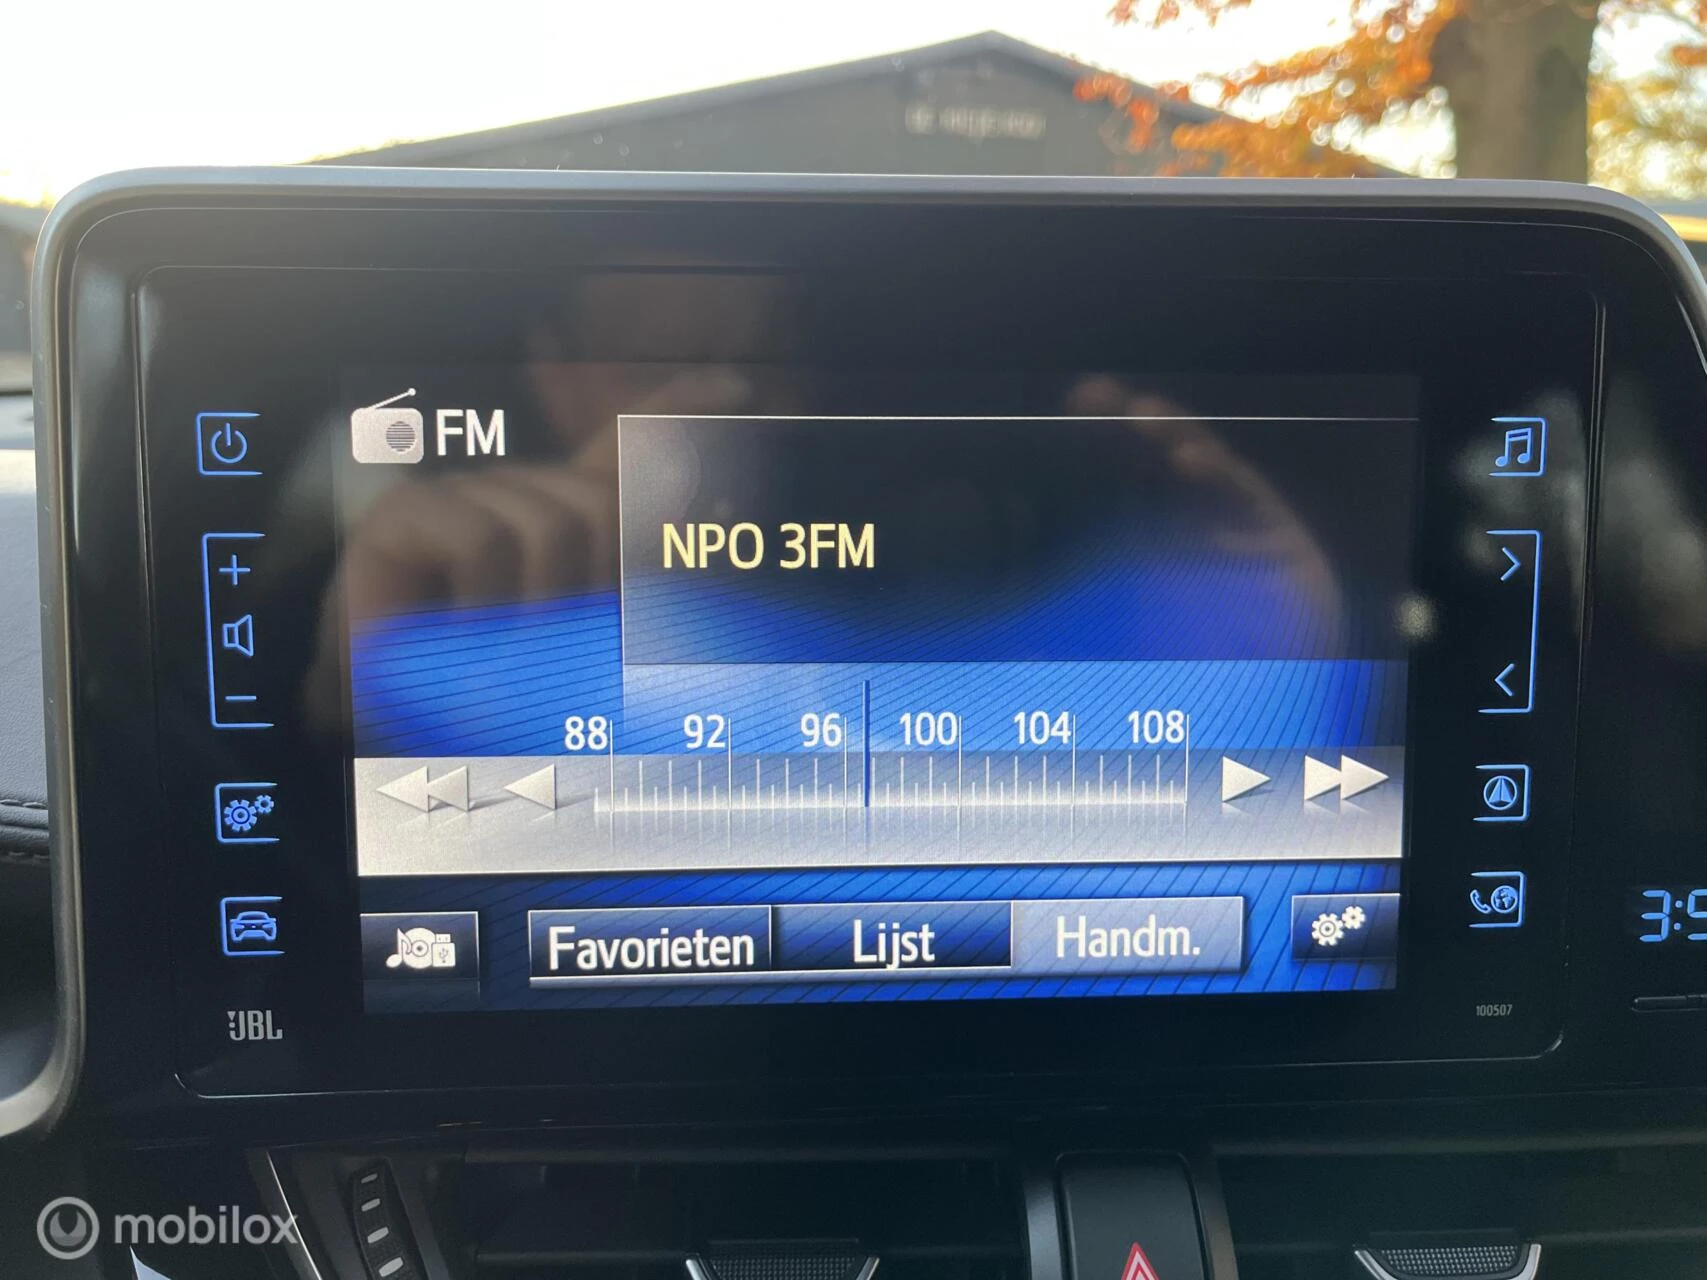 FM
NPO 3FM
88 92 96 100 104 108
Favorieten Lijst Handm.
JBL
100507
mobilox